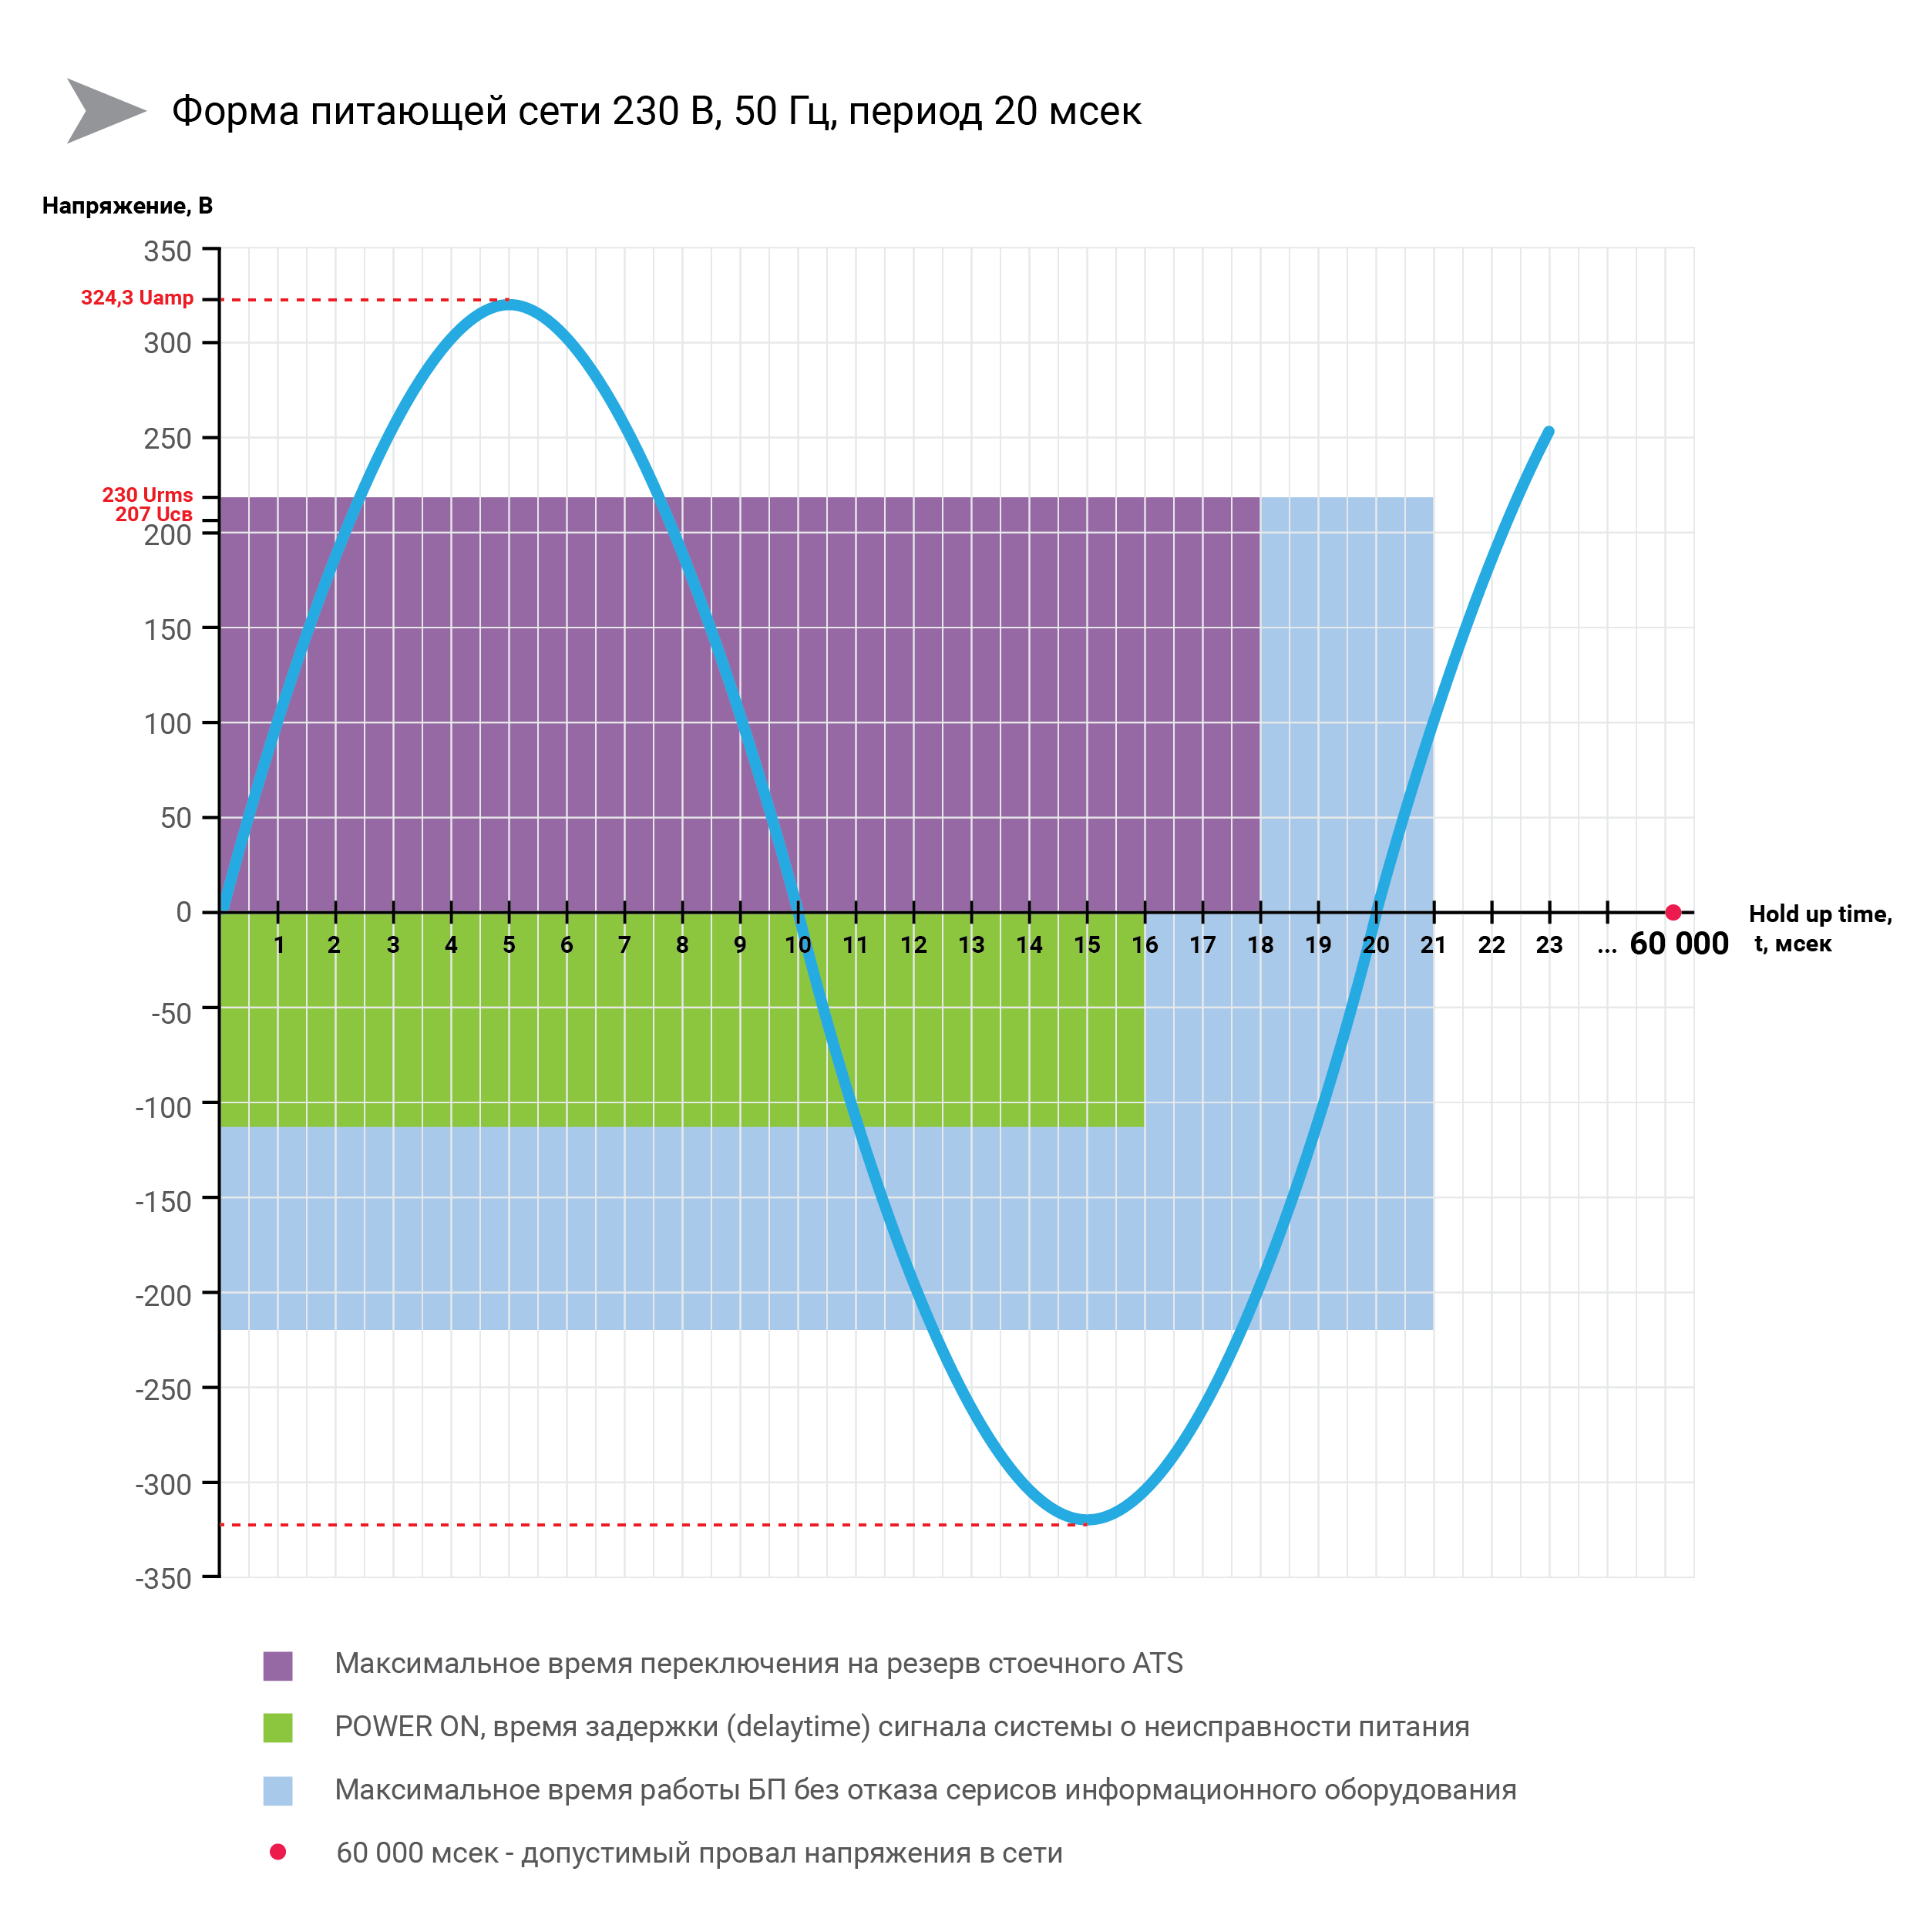 Форма питающей сети 230 В, 50 Гц, период 20 мсек
Напряжение, В
350
324,3 Uamp
300
250
230 Urms
207 Uсв
200
150
100
50
0
1 2 3 4 5 6 7 8 9 10 11 12 13 14 15 16 17 18 19 20 21 22 23 ... 60 000
Hold up time,
t, мсек
-50
-100
-150
-200
-250
-300
-350
Максимальное время переключения на резерв стоечного ATS
POWER ON, время задержки (delaytime) сигнала системы о неисправности питания
Максимальное время работы БП без отказа серисов информационного оборудования
60 000 мсек - допустимый провал напряжения в сети